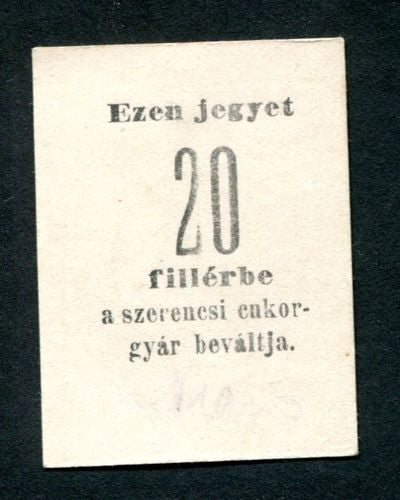 Ezen jegyet
20
fillérbe
a szerencsi cukor-
gyár beváltja.